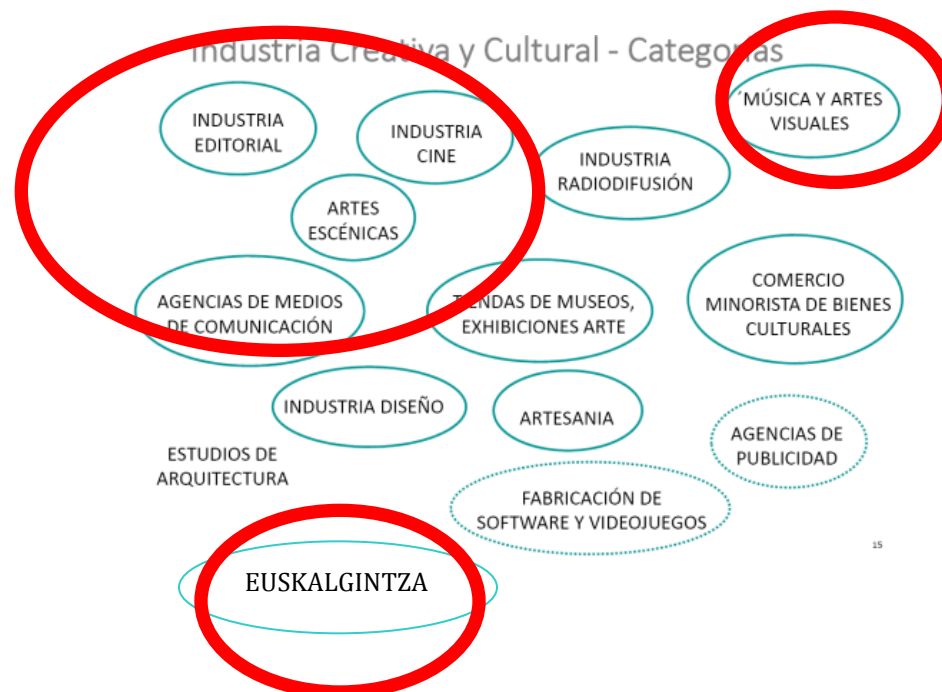 Industria Creativa y Cultural - Categorías
INDUSTRIA
EDITORIAL
INDUSTRIA
CINE
´MÚSICA Y ARTES
VISUALES
INDUSTRIA
RADIODIFUSIÓN
ARTES
ESCÉNICAS
AGENCIAS DE MEDIOS
DE COMUNICACIÓN
TIENDAS DE MUSEOS,
EXHIBICIONES ARTE
COMERCIO
MINORISTA DE BIENES
CULTURALES
INDUSTRIA DISEÑO
ARTESANIA
AGENCIAS DE
PUBLICIDAD
ESTUDIOS DE
ARQUITECTURA
FABRICACIÓN DE
SOFTWARE Y VIDEOJUEGOS
15
EUSKALGINTZA